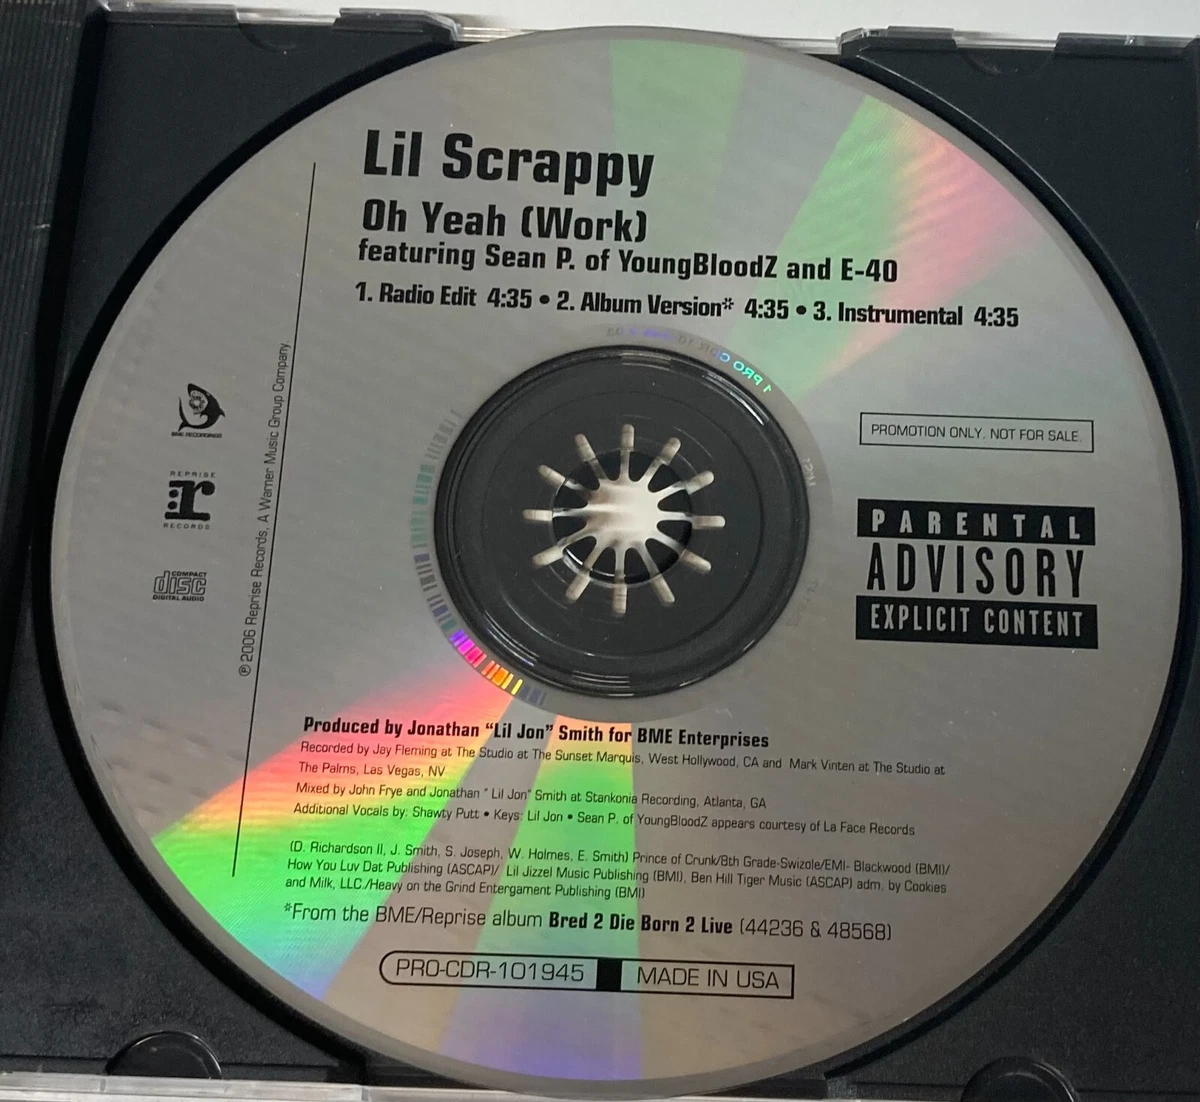 Lil Scrappy
Oh Yeah (Work)
featuring Sean P. of YoungBloodZ and E-40
1. Radio Edit 4:35 • 2. Album Version* 4:35 • 3. Instrumental 4:35
1 PRO CDR 10
BME RECORDINGS
REPRISE
r
RECORDS
COMPACT
disc
DIGITAL AUDIO
℗ 2006 Reprise Records. A Warner Music Group Company.
PROMOTION ONLY. NOT FOR SALE.
PARENTAL
ADVISORY
EXPLICIT CONTENT
Produced by Jonathan “Lil Jon” Smith for BME Enterprises
Recorded by Jay Fleming at The Studio at The Sunset Marquis, West Hollywood, CA and Mark Vinten at The Studio at
The Palms, Las Vegas, NV
Mixed by John Frye and Jonathan " Lil Jon" Smith at Stankonia Recording, Atlanta, GA
Additional Vocals by: Shawty Putt • Keys: Lil Jon • Sean P. of YoungBloodZ appears courtesy of La Face Records
(D. Richardson II, J. Smith, S. Joseph, W. Holmes, E. Smith) Prince of Crunk/8th Grade-Swizole/EMI- Blackwood (BMI)/
How You Luv Dat Publishing (ASCAP)/ Lil Jizzel Music Publishing (BMI), Ben Hill Tiger Music (ASCAP) adm. by Cookies
and Milk, LLC./Heavy on the Grind Entergament Publishing (BMI)
*From the BME/Reprise album Bred 2 Die Born 2 Live (44236 & 48568)
PRO-CDR-101945 MADE IN USA